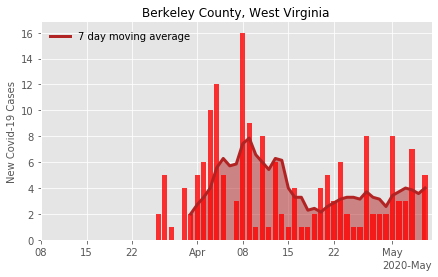 Berkeley County, West Virginia
7 day moving average
New Covid-19 Cases
16
14
12
10
8
6
4
2
0
08 15 22 Apr 08 15 22 May
2020-May